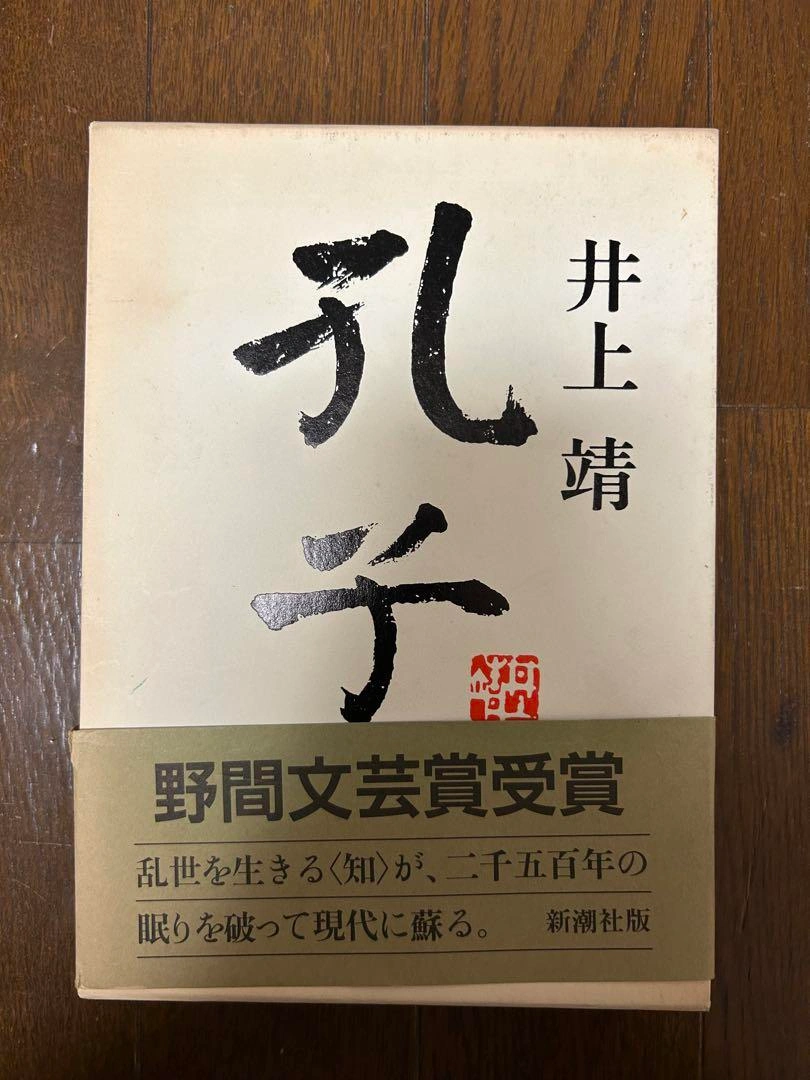 井上 靖
孔子
野間文芸賞受賞
乱世を生きる〈知〉が、二千五百年の
眠りを破って現代に蘇る。 新潮社版